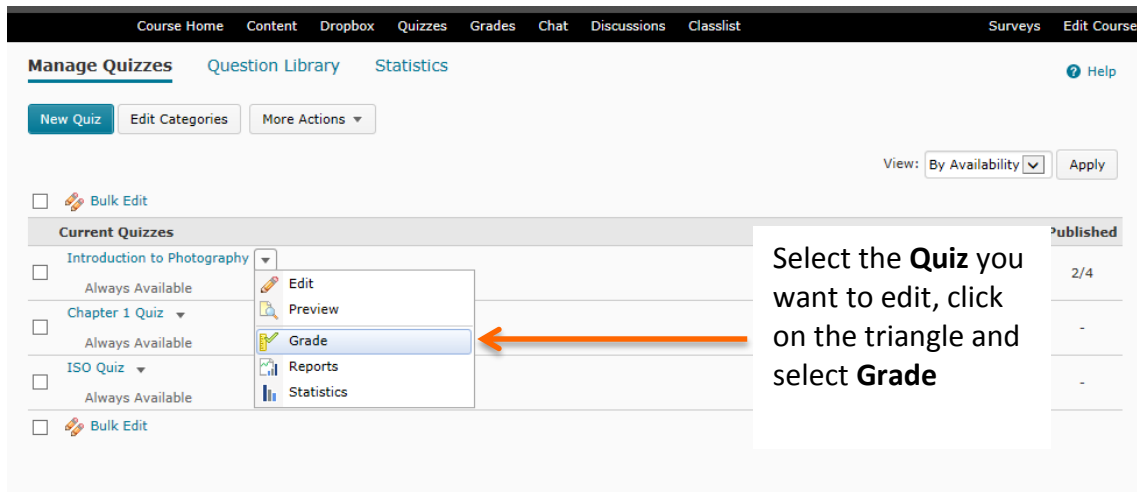 Course Home Content Dropbox Quizzes Grades Chat Discussions Classlist Surveys Edit Course
Manage Quizzes Question Library Statistics
Help
New Quiz Edit Categories More Actions
View: By Availability Apply
Bulk Edit
Current Quizzes Published
Introduction to Photography
Always Available
2/4
Edit
Preview
Grade
Reports
Statistics
Chapter 1 Quiz
Always Available
-
ISO Quiz
Always Available
-
Bulk Edit
Select the Quiz you
want to edit, click
on the triangle and
select Grade